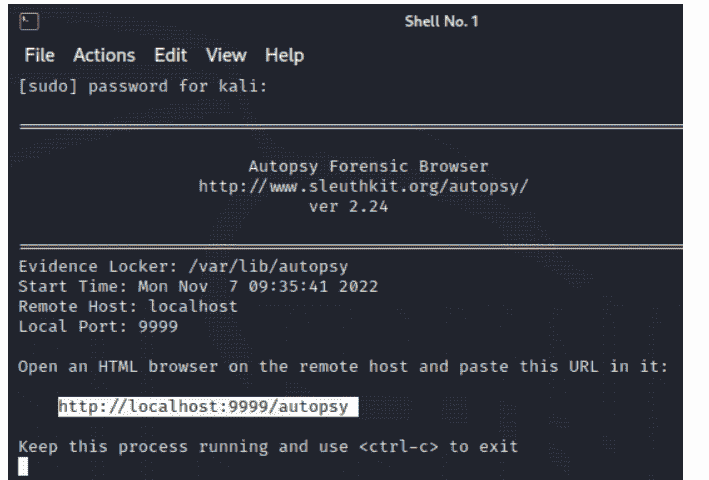 Shell No. 1
File Actions Edit View Help
[sudo] password for kali:
Autopsy Forensic Browser
http://www.sleuthkit.org/autopsy/
ver 2.24
Evidence Locker: /var/lib/autopsy
Start Time: Mon Nov  7 09:35:41 2022
Remote Host: localhost
Local Port: 9999
Open an HTML browser on the remote host and paste this URL in it:
http://localhost:9999/autopsy
Keep this process running and use <ctrl-c> to exit